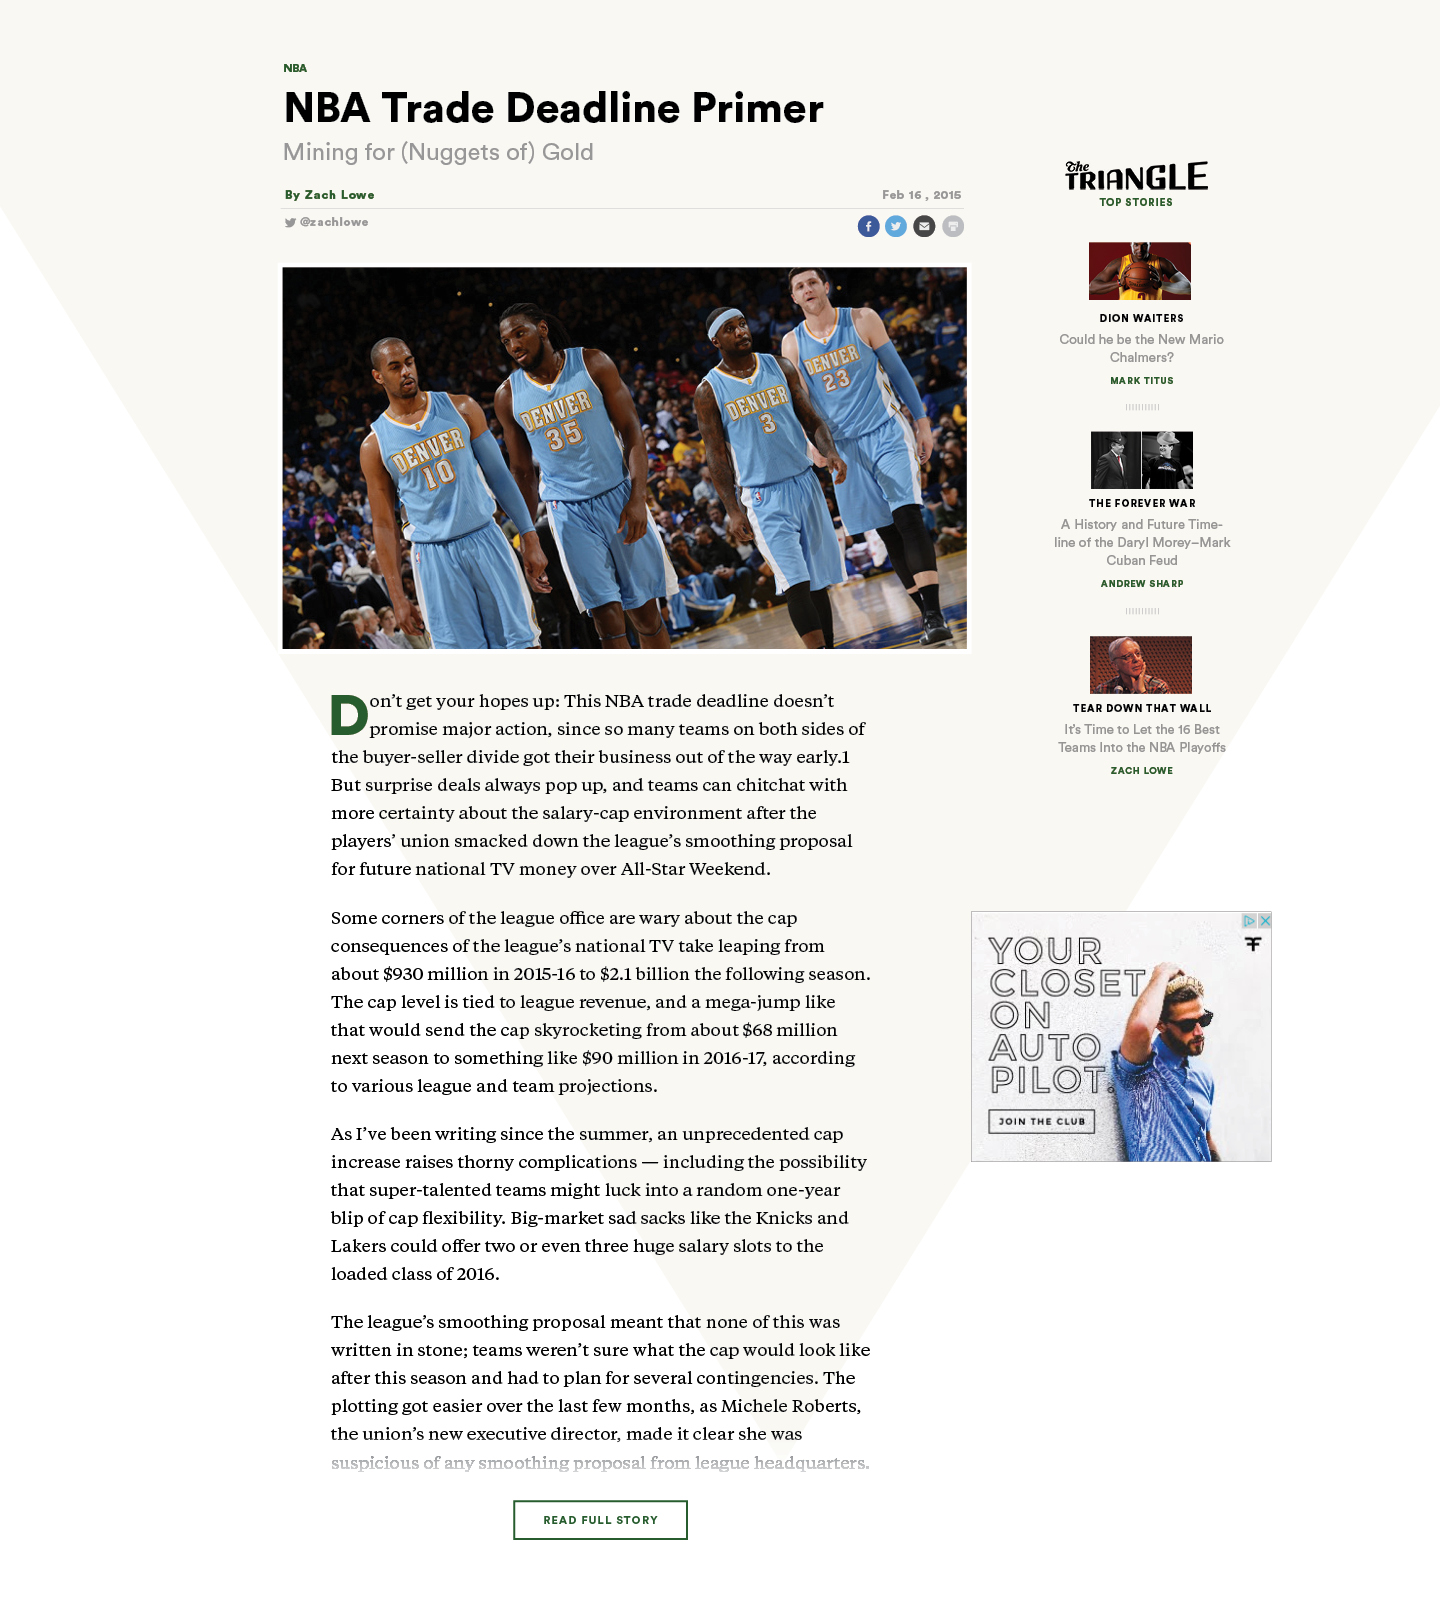 NBA
NBA Trade Deadline Primer
Mining for (Nuggets of) Gold
By Zach Lowe
Feb 16 , 2015
@zachlowe
DENVER
10
DENVER
35
DENVER
3
DENVER
23
Don’t get your hopes up: This NBA trade deadline doesn’t
promise major action, since so many teams on both sides of
the buyer-seller divide got their business out of the way early.1
But surprise deals always pop up, and teams can chitchat with
more certainty about the salary-cap environment after the
players’ union smacked down the league’s smoothing proposal
for future national TV money over All-Star Weekend.
Some corners of the league office are wary about the cap
consequences of the league’s national TV take leaping from
about $930 million in 2015-16 to $2.1 billion the following season.
The cap level is tied to league revenue, and a mega-jump like
that would send the cap skyrocketing from about $68 million
next season to something like $90 million in 2016-17, according
to various league and team projections.
As I’ve been writing since the summer, an unprecedented cap
increase raises thorny complications — including the possibility
that super-talented teams might luck into a random one-year
blip of cap flexibility. Big-market sad sacks like the Knicks and
Lakers could offer two or even three huge salary slots to the
loaded class of 2016.
The league’s smoothing proposal meant that none of this was
written in stone; teams weren’t sure what the cap would look like
after this season and had to plan for several contingencies. The
plotting got easier over the last few months, as Michele Roberts,
the union’s new executive director, made it clear she was
suspicious of any smoothing proposal from league headquarters.
READ FULL STORY
The
TRIANGLE
TOP STORIES
DION WAITERS
Could he be the New Mario
Chalmers?
MARK TITUS
THE FOREVER WAR
A History and Future Time-
line of the Daryl Morey–Mark
Cuban Feud
ANDREW SHARP
TEAR DOWN THAT WALL
It’s Time to Let the 16 Best
Teams Into the NBA Playoffs
ZACH LOWE
YOUR
CLOSET
ON
AUTO
PILOT
JOIN THE CLUB